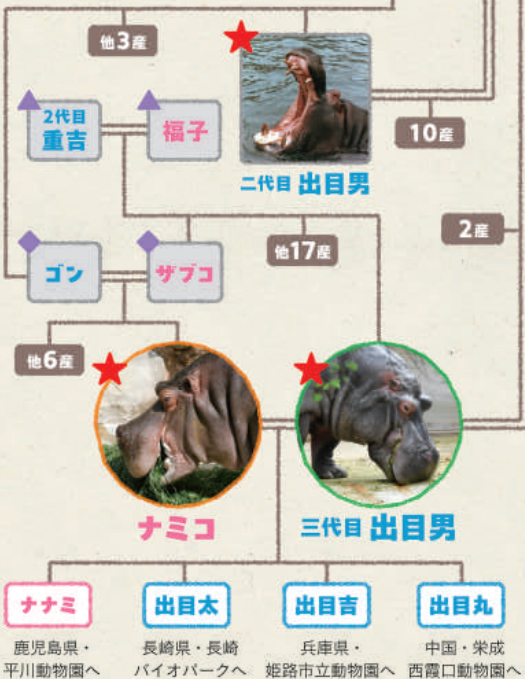 他3産
2代目
重吉
福子
二代目 出目男
10産
2産
他17産
ゴン
ザブコ
他6産
ナミコ
三代目 出目男
ナナミ
鹿児島県・
平川動物園へ
出目太
長崎県・長崎
バイオパークへ
出目吉
兵庫県・
姫路市立動物園へ
出目丸
中国・栄成
西霞口動物園へ